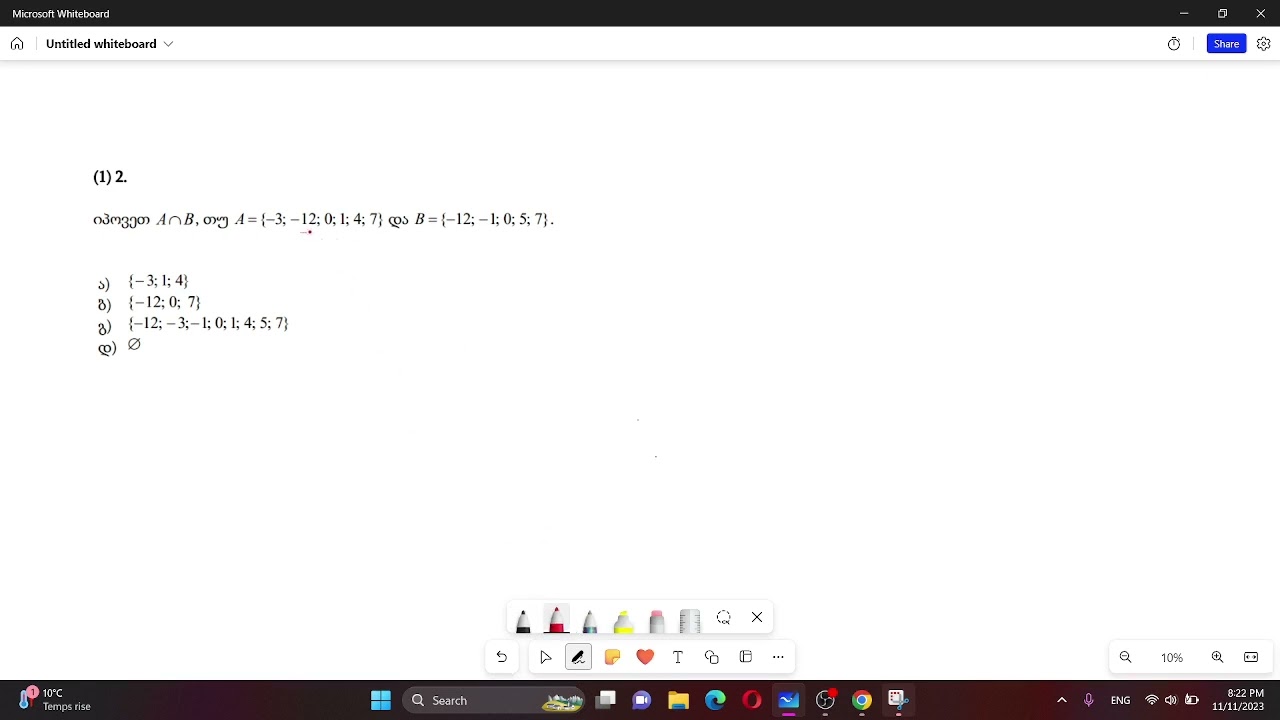 Microsoft Whiteboard
Untitled whiteboard
Share
(1) 2.
იპოვეთ A∩B, თუ A = {−3; −12; 0; 1; 4; 7} და B = {−12; −1; 0; 5; 7}.
ა) {−3; 1; 4}
ბ) {−12; 0; 7}
გ) {−12; −3; −1; 0; 1; 4; 5; 7}
დ) ∅
10%
1
10°C
Temps rise
Search
ENG
8:22 PM
11/11/2023